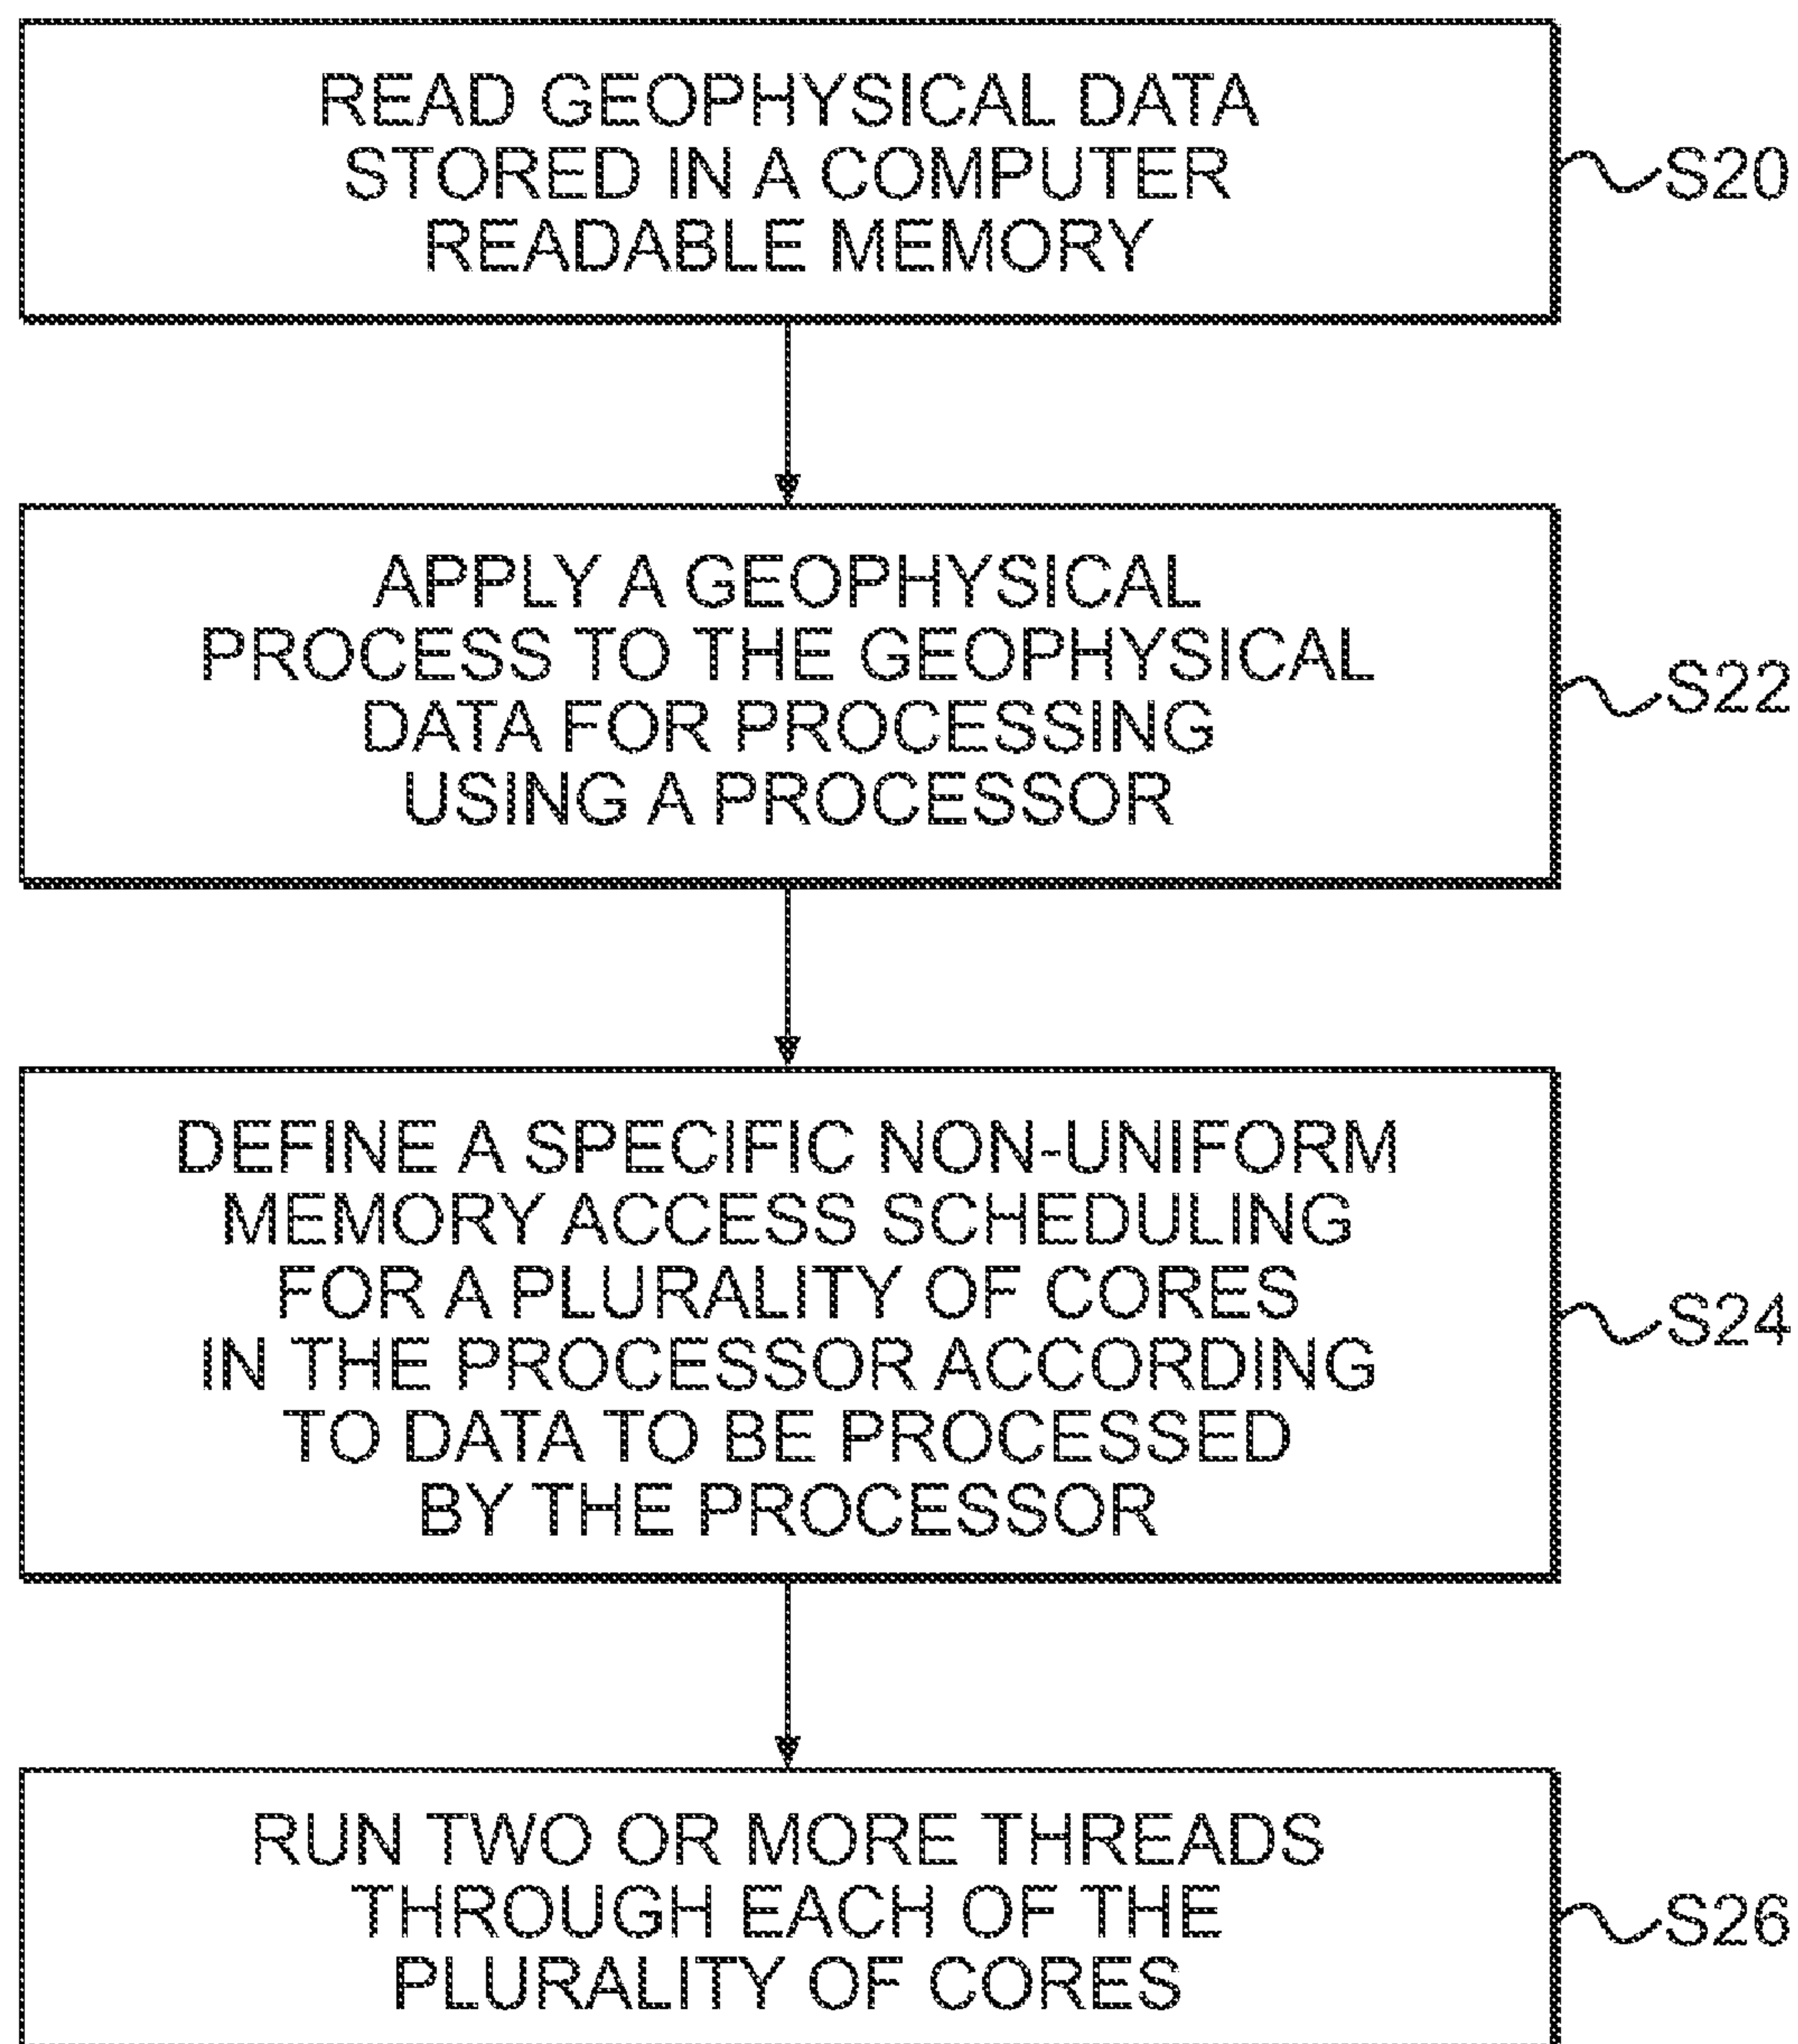 READ GEOPHYSICAL DATA
STORED IN A COMPUTER
READABLE MEMORY
S20
APPLY A GEOPHYSICAL
PROCESS TO THE GEOPHYSICAL
DATA FOR PROCESSING
USING A PROCESSOR
S22
DEFINE A SPECIFIC NON-UNIFORM
MEMORY ACCESS SCHEDULING
FOR A PLURALITY OF CORES
IN THE PROCESSOR ACCORDING
TO DATA TO BE PROCESSED
BY THE PROCESSOR
S24
RUN TWO OR MORE THREADS
THROUGH EACH OF THE
PLURALITY OF CORES
S26